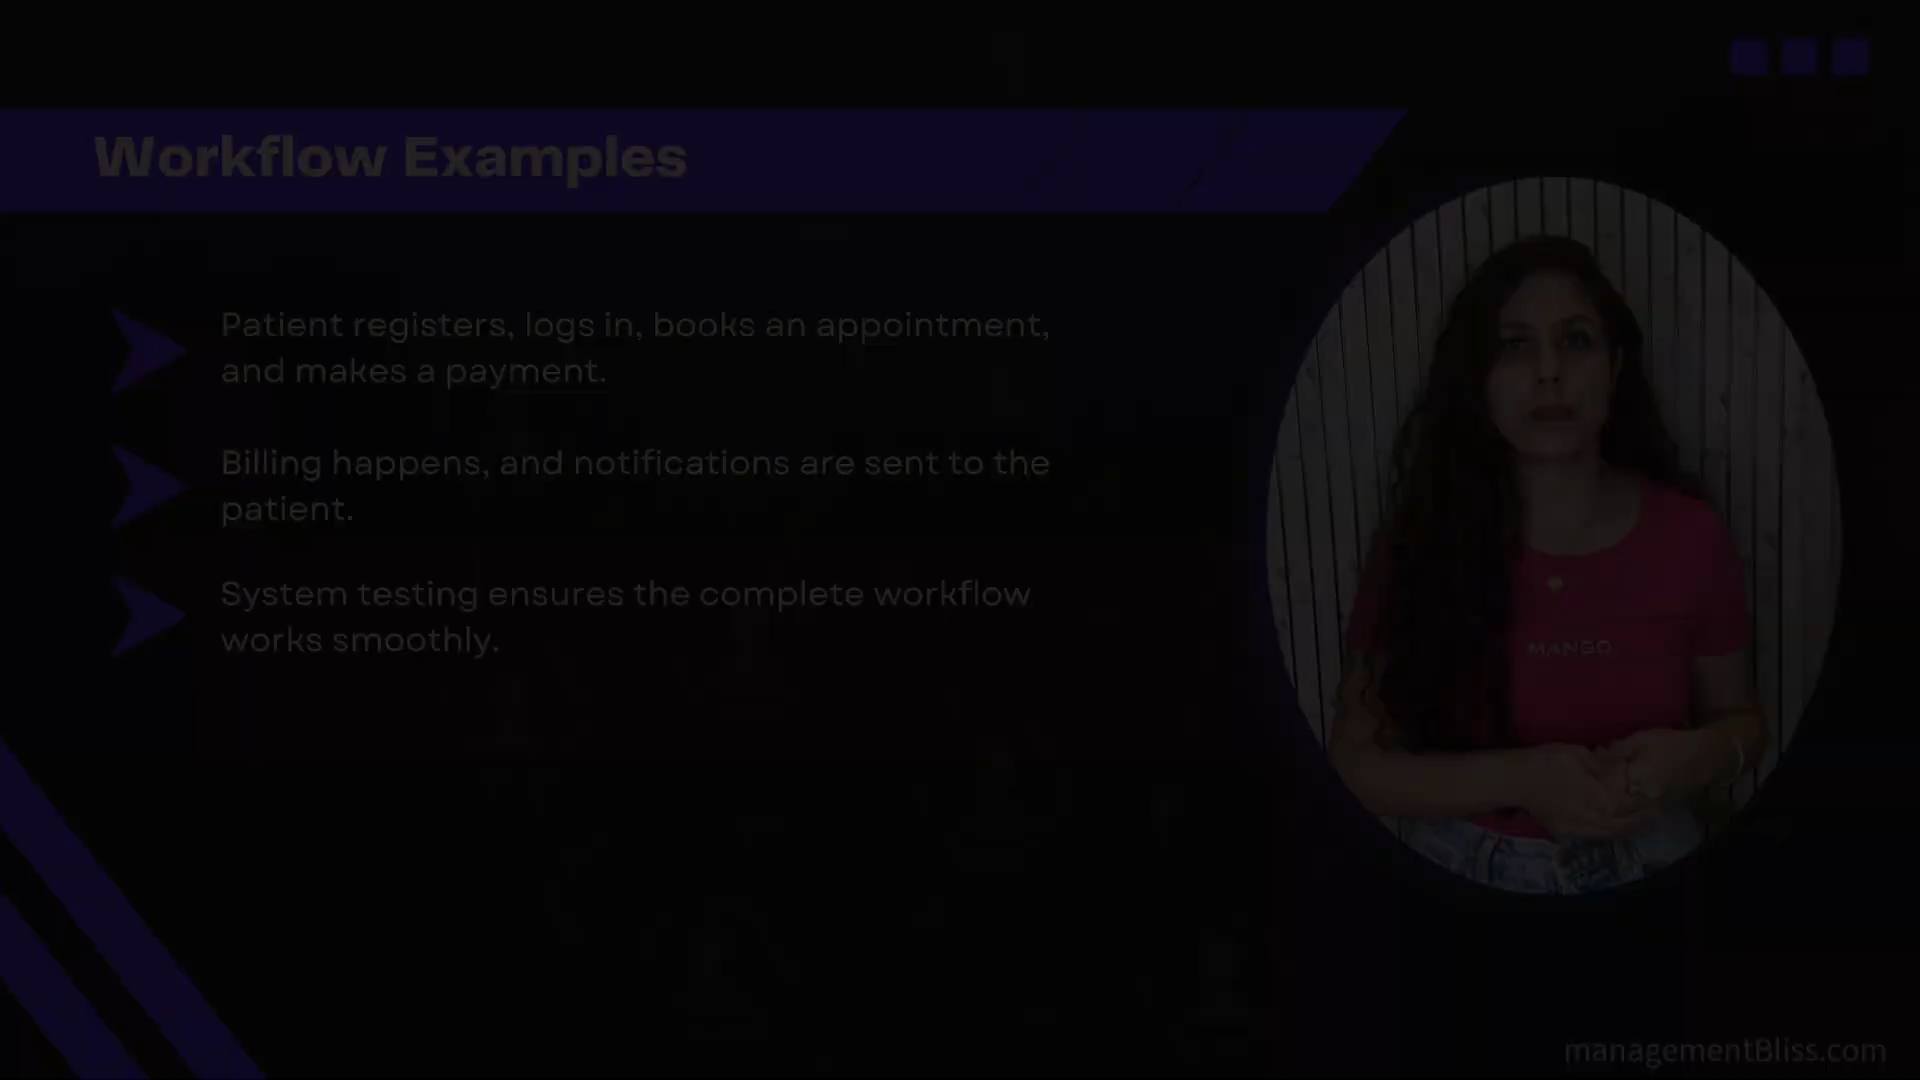 Workflow Examples
Patient registers, logs in, books an appointment,
and makes a payment.
Billing happens, and notifications are sent to the
patient.
System testing ensures the complete workflow
works smoothly.
MANGO
managementBliss.com